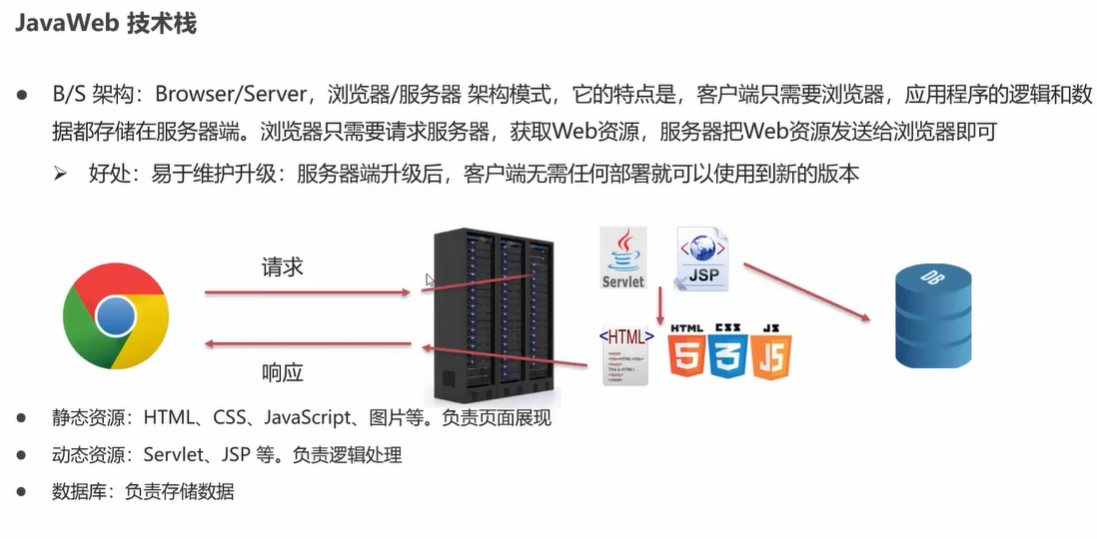 JavaWeb 技术栈
● B/S 架构：Browser/Server，浏览器/服务器 架构模式，它的特点是，客户端只需要浏览器，应用程序的逻辑和数
据都存储在服务器端。浏览器只需要请求服务器，获取Web资源，服务器把Web资源发送给浏览器即可
➢ 好处：易于维护升级：服务器端升级后，客户端无需任何部署就可以使用到新的版本
请求
Servlet
JSP
DB
<HTML>
HTML CSS JS
5 3 JS
响应
● 静态资源：HTML、CSS、JavaScript、图片等。负责页面展现
● 动态资源：Servlet、JSP 等。负责逻辑处理
● 数据库：负责存储数据